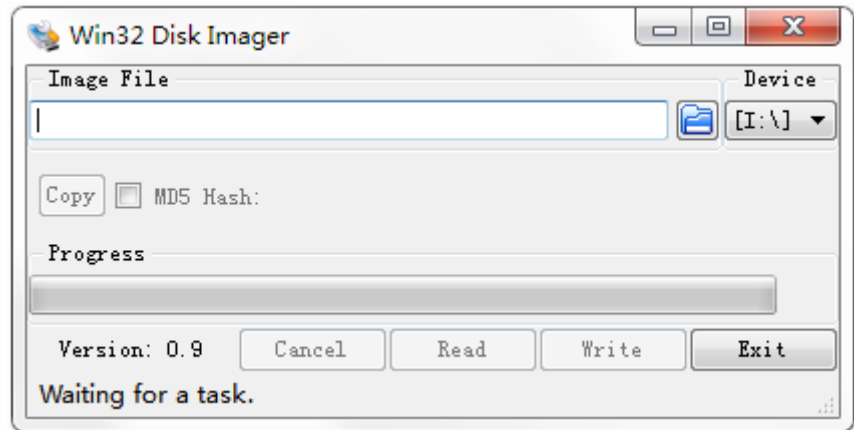 Win32 Disk Imager
Image File Device
[I:\]
Copy MD5 Hash:
Progress
Version: 0.9 Cancel Read Write Exit
Waiting for a task.